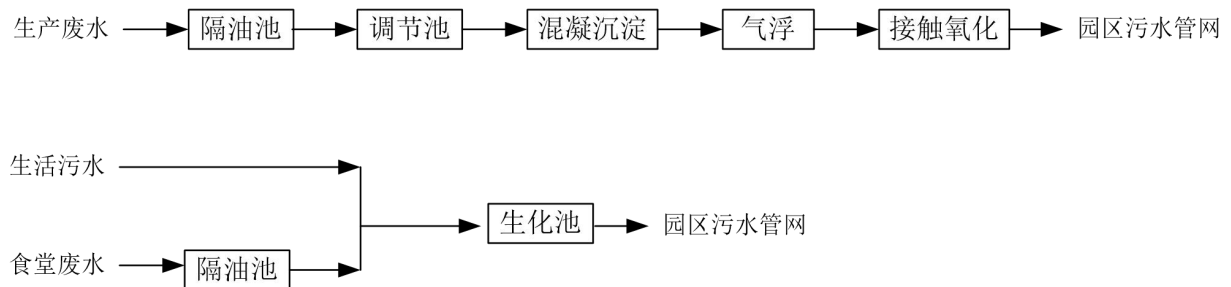 生产废水 隔油池 调节池 混凝沉淀 气浮 接触氧化 园区污水管网
生活污水
生化池 园区污水管网
食堂废水 隔油池